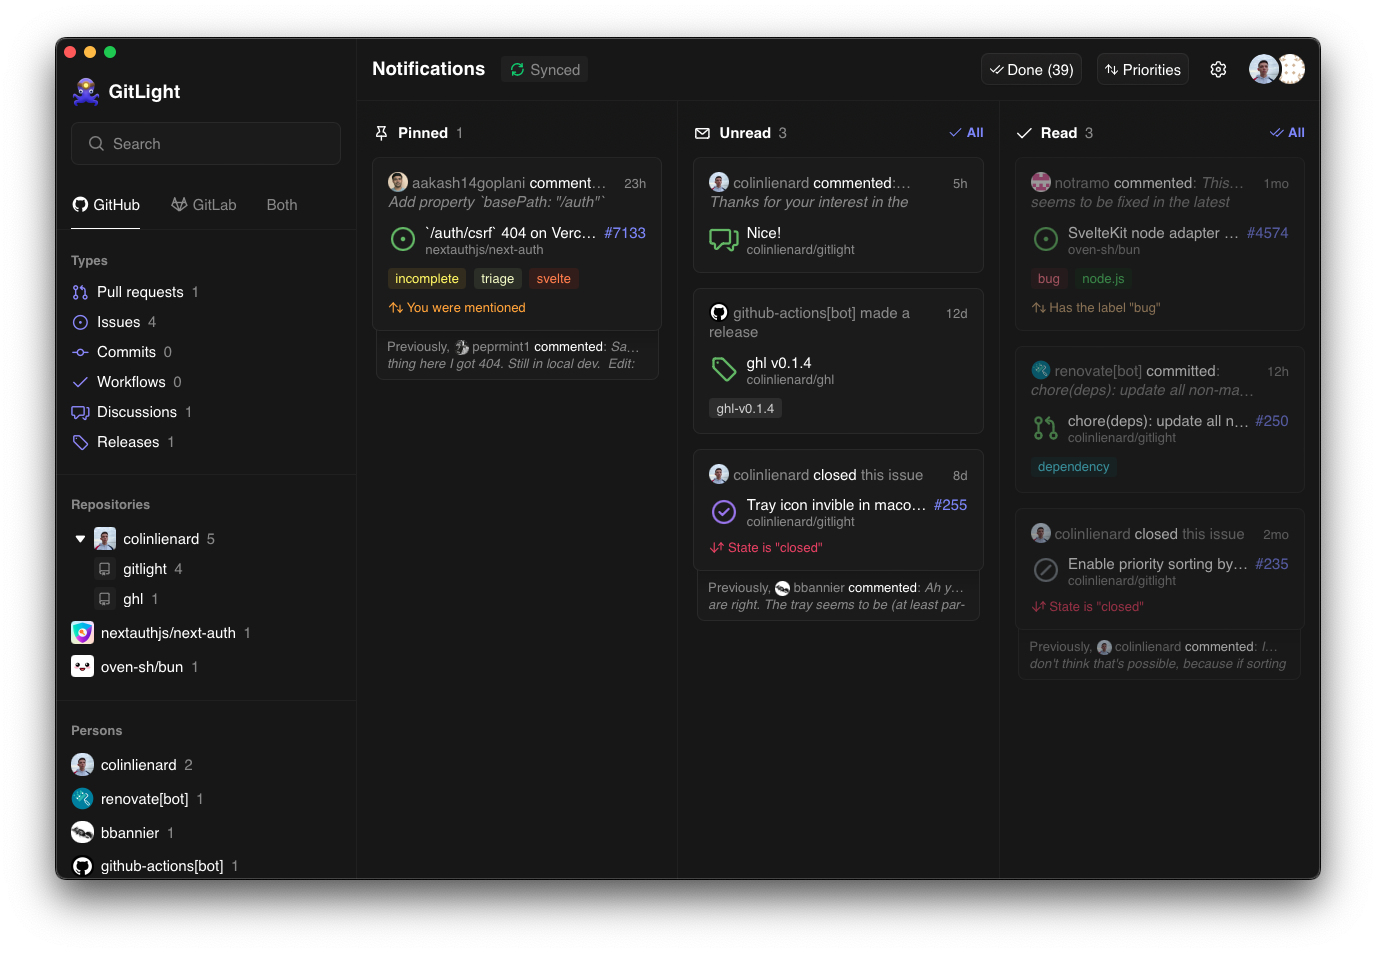 GitLight
Search
GitHub
GitLab
Both
Types
Pull requests 1
Issues 4
Commits 0
Workflows 0
Discussions 1
Releases 1
Repositories
colinlienard 5
gitlight 4
ghl 1
nextauthjs/next-auth 1
oven-sh/bun 1
Persons
colinlienard 2
renovate[bot] 1
bbannier 1
github-actions[bot] 1
Notifications
Synced
Done (39)
Priorities
Pinned 1
aakash14goplani comment... 23h
Add property `basePath: "/auth"`
`/auth/csrf` 404 on Verc... #7133
nextauthjs/next-auth
incomplete triage svelte
You were mentioned
Previously, peprmint1 commented: Sa...
thing here I got 404. Still in local dev. Edit:
Unread 3
All
colinlienard commented:... 5h
Thanks for your interest in the
Nice!
colinlienard/gitlight
github-actions[bot] made a 12d
release
ghl v0.1.4
colinlienard/ghl
ghl-v0.1.4
colinlienard closed this issue 8d
Tray icon invible in maco... #255
colinlienard/gitlight
State is "closed"
Previously, bbannier commented: Ah y...
are right. The tray seems to be (at least par-
Read 3
All
notramo commented: This... 1mo
seems to be fixed in the latest
SvelteKit node adapter ... #4574
oven-sh/bun
bug node.js
Has the label "bug"
renovate[bot] committed: 12h
chore(deps): update all non-ma...
chore(deps): update all n... #250
colinlienard/gitlight
dependency
colinlienard closed this issue 2mo
Enable priority sorting by... #235
colinlienard/gitlight
State is "closed"
Previously, colinlienard commented: I...
don't think that's possible, because if sorting